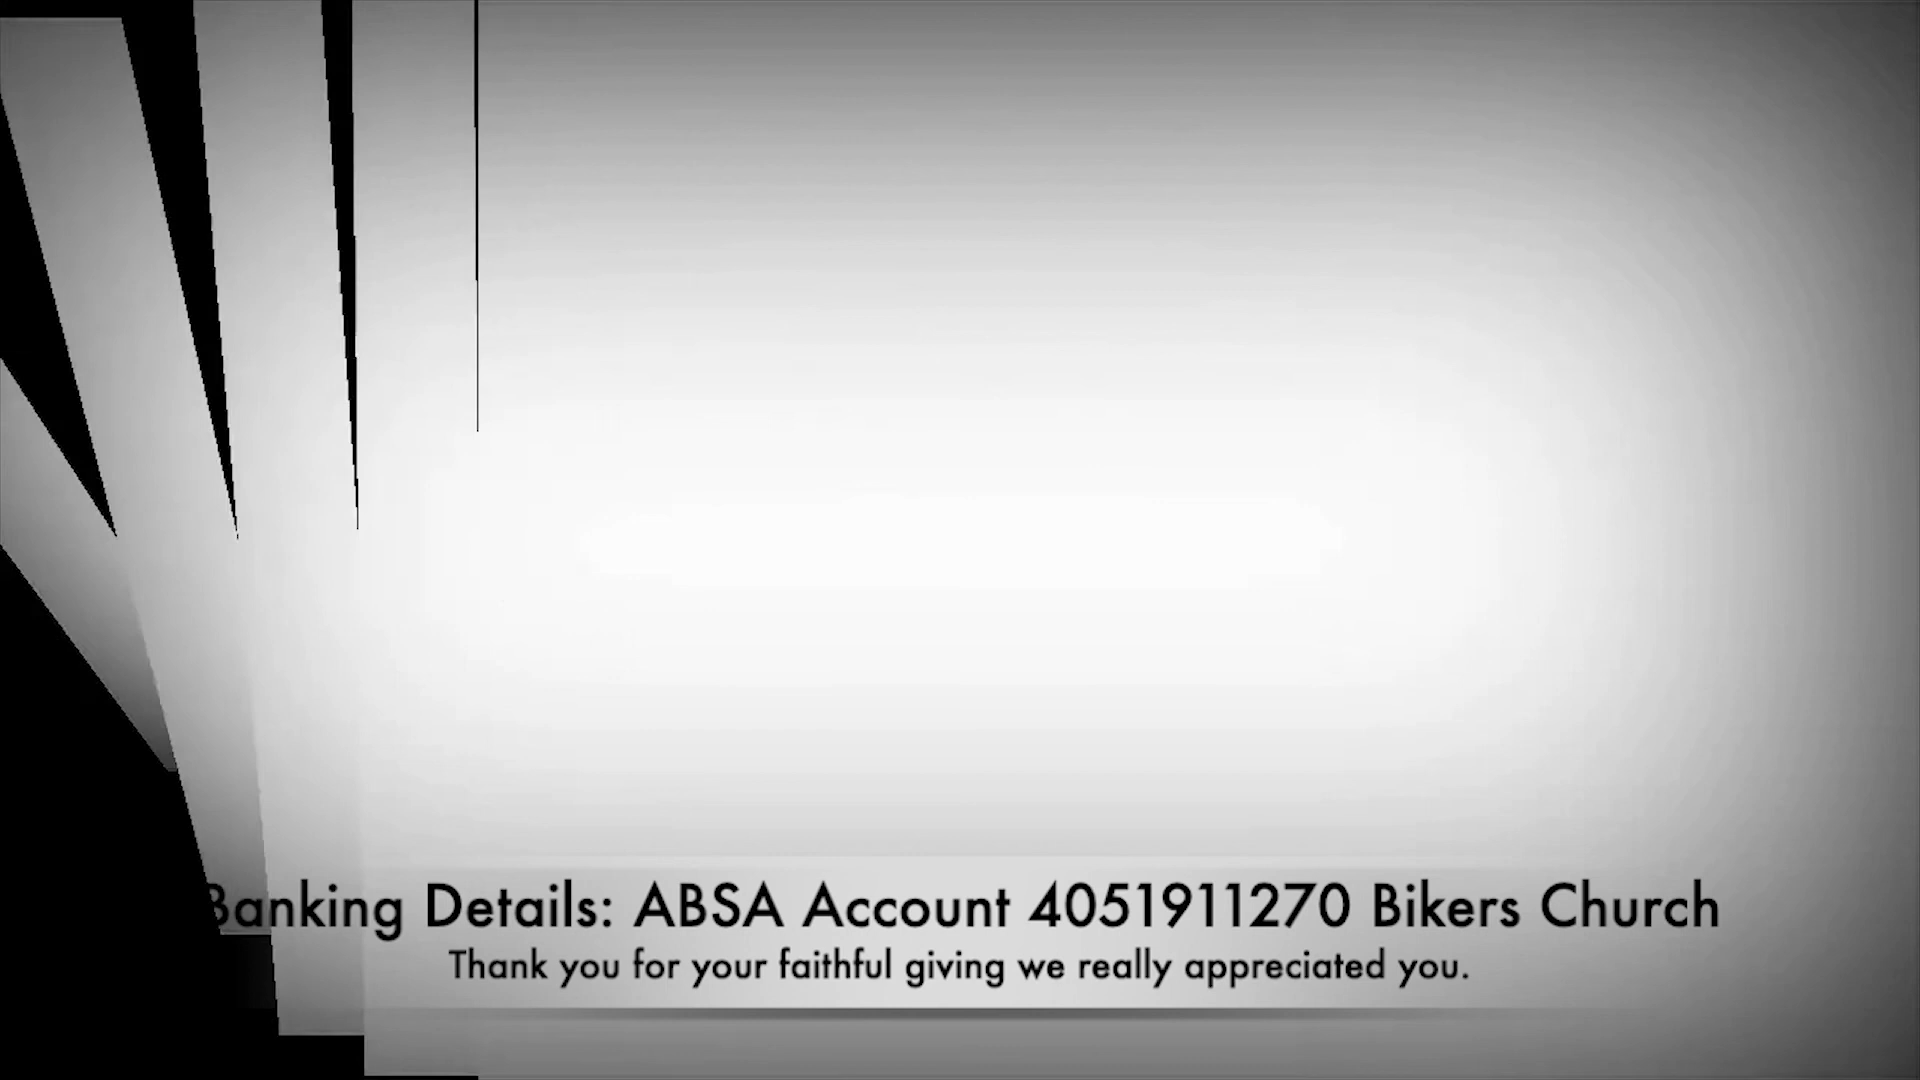 Banking Details: ABSA Account 4051911270 Bikers Church
Thank you for your faithful giving we really appreciated you.